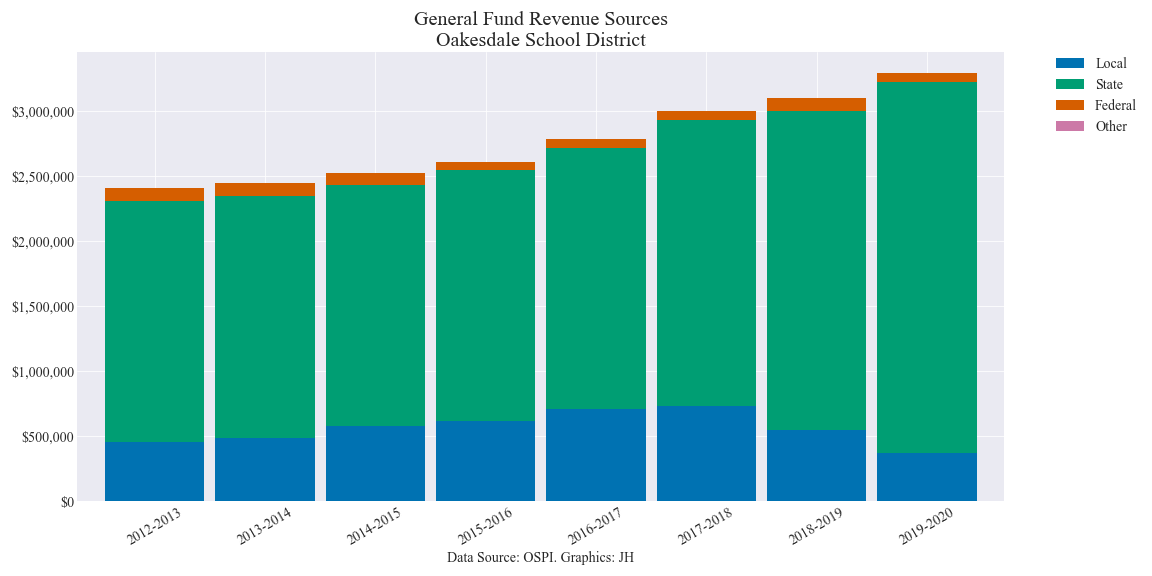 General Fund Revenue Sources
Oakesdale School District
Local
State
Federal
Other
$3,000,000
$2,500,000
$2,000,000
$1,500,000
$1,000,000
$500,000
$0
2012-2013
2013-2014
2014-2015
2015-2016
2016-2017
2017-2018
2018-2019
2019-2020
Data Source: OSPI. Graphics: JH